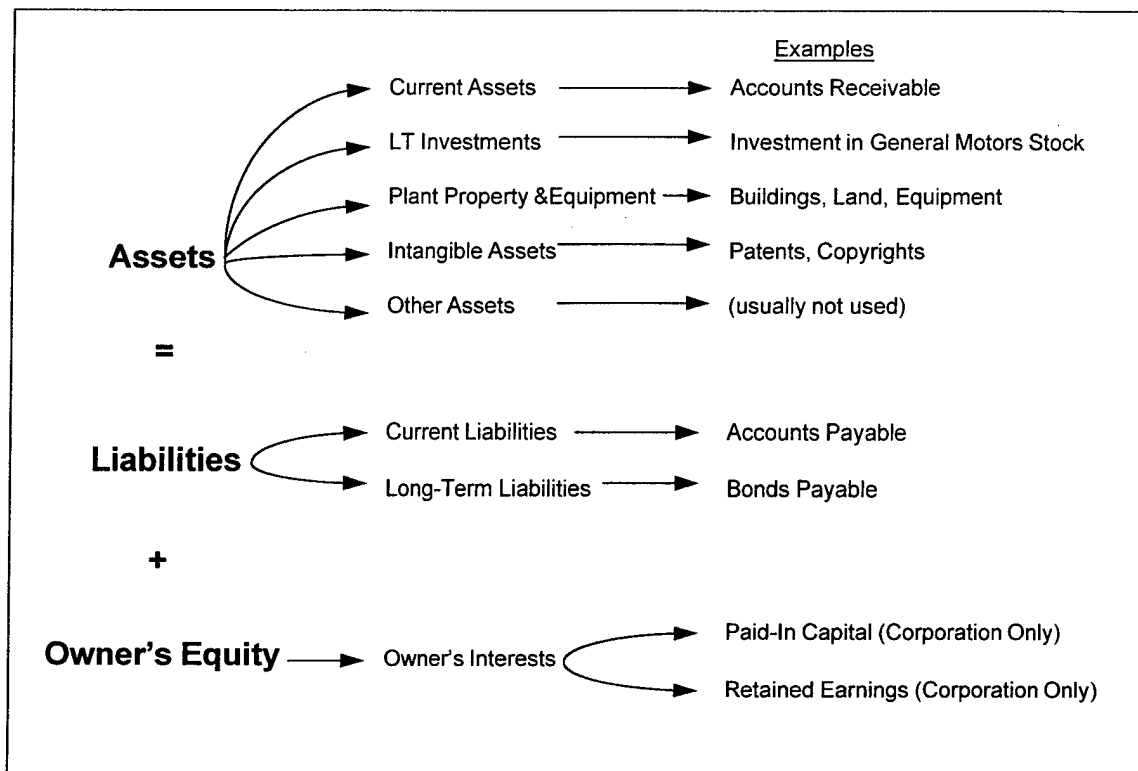 Examples
Current Assets Accounts Receivable
LT Investments Investment in General Motors Stock
Plant Property &Equipment Buildings, Land, Equipment
Assets Intangible Assets Patents, Copyrights
Other Assets (usually not used)
=
Current Liabilities Accounts Payable
Liabilities
Long-Term Liabilities Bonds Payable
+
Paid-In Capital (Corporation Only)
Owner's Equity Owner's Interests
Retained Earnings (Corporation Only)